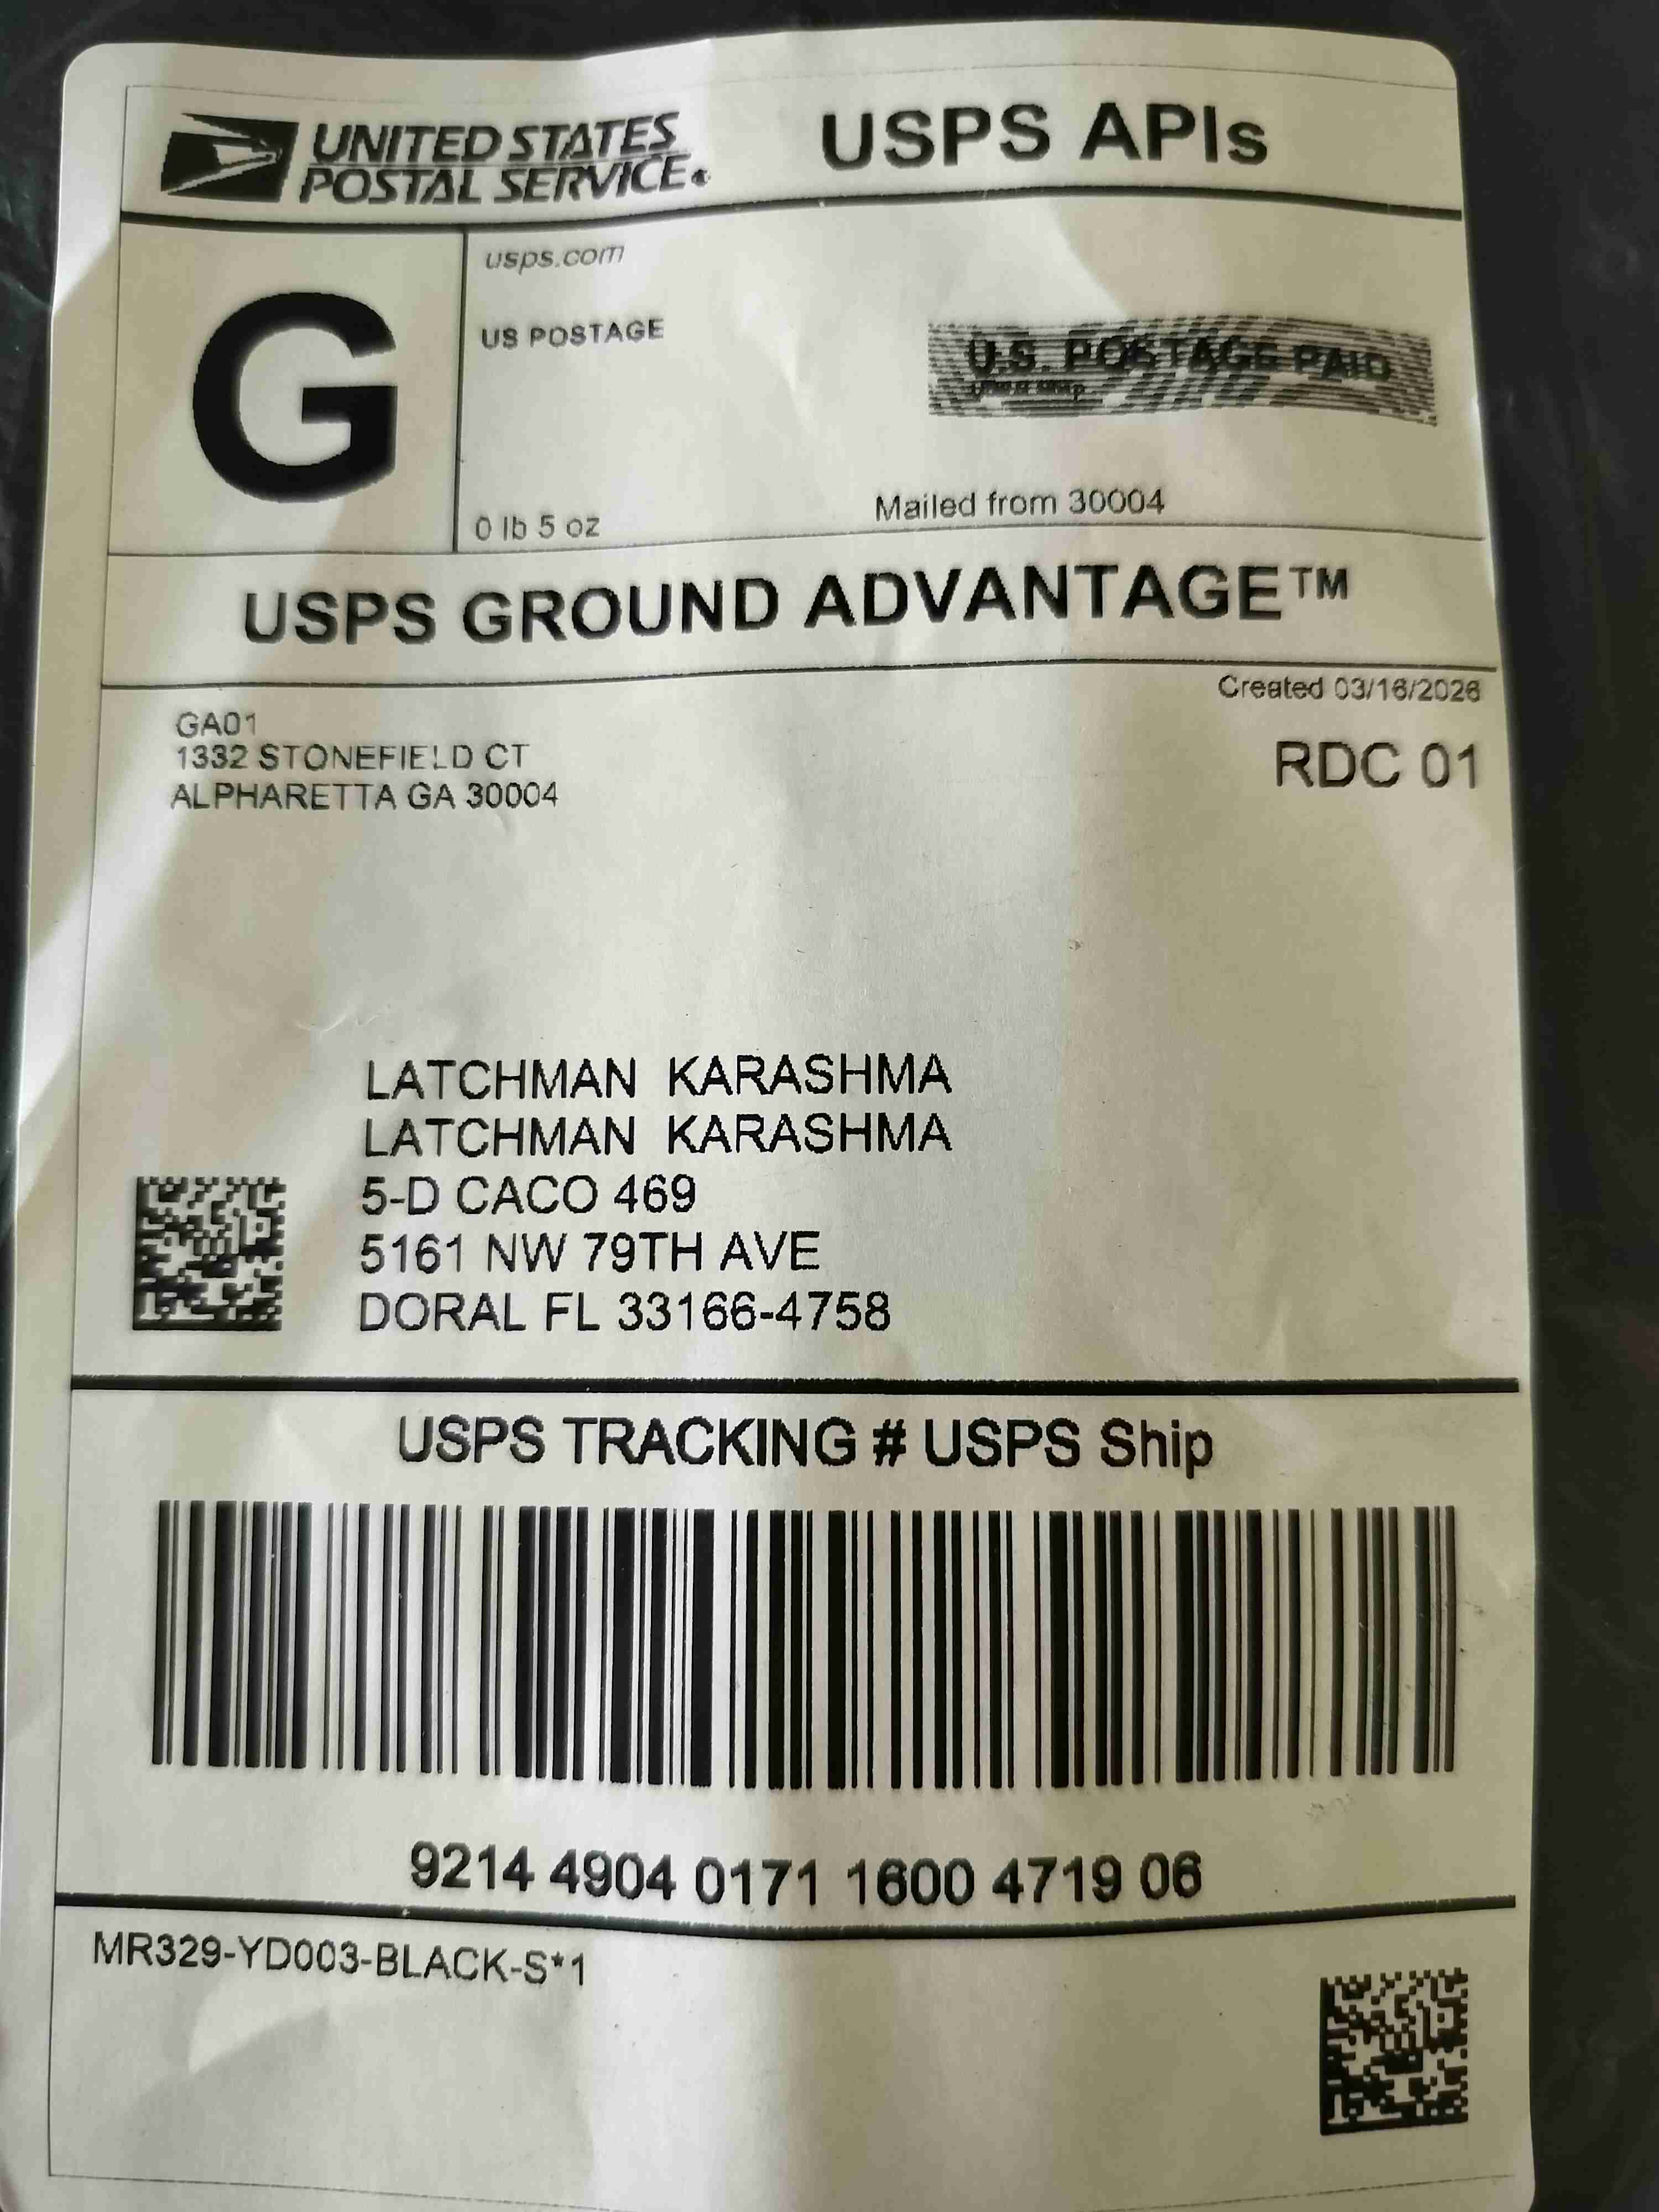 UNITED STATES POSTAL SERVICE®
USPS APIs
G
usps.com
US POSTAGE
U.S. POSTAGE PAID
0 lb 5 oz
Mailed from 30004
USPS GROUND ADVANTAGE™
Created 03/16/2026
GA01
1332 STONEFIELD CT
ALPHARETTA GA 30004
RDC 01
LATCHMAN KARASHMA
LATCHMAN KARASHMA
5-D CACO 469
5161 NW 79TH AVE
DORAL FL 33166-4758
USPS TRACKING # USPS Ship
9214 4904 0171 1600 4719 06
MR329-YD003-BLACK-S*1